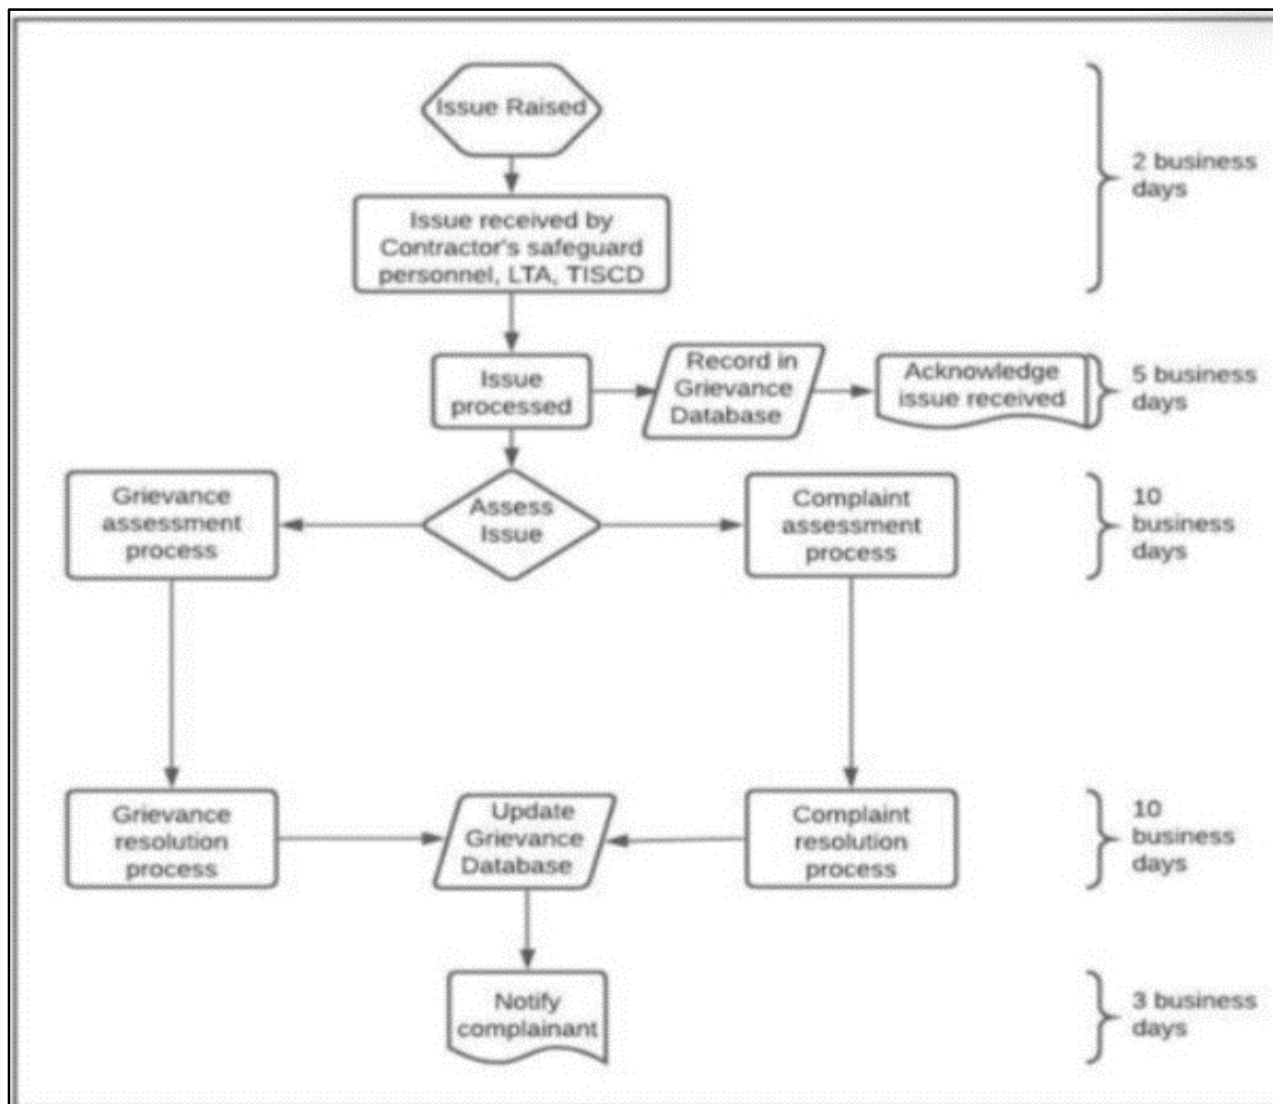 Issue Raised
2 business
days
Issue received by
Contractor's safeguard
personnel, LTA, TISCD
Issue
processed
Record in
Grievance
Database
Acknowledge
issue received
5 business
days
Grievance
assessment
process
Assess
Issue
Complaint
assessment
process
10
business
days
Grievance
resolution
process
Update
Grievance
Database
Complaint
resolution
process
10
business
days
Notify
complainant
3 business
days